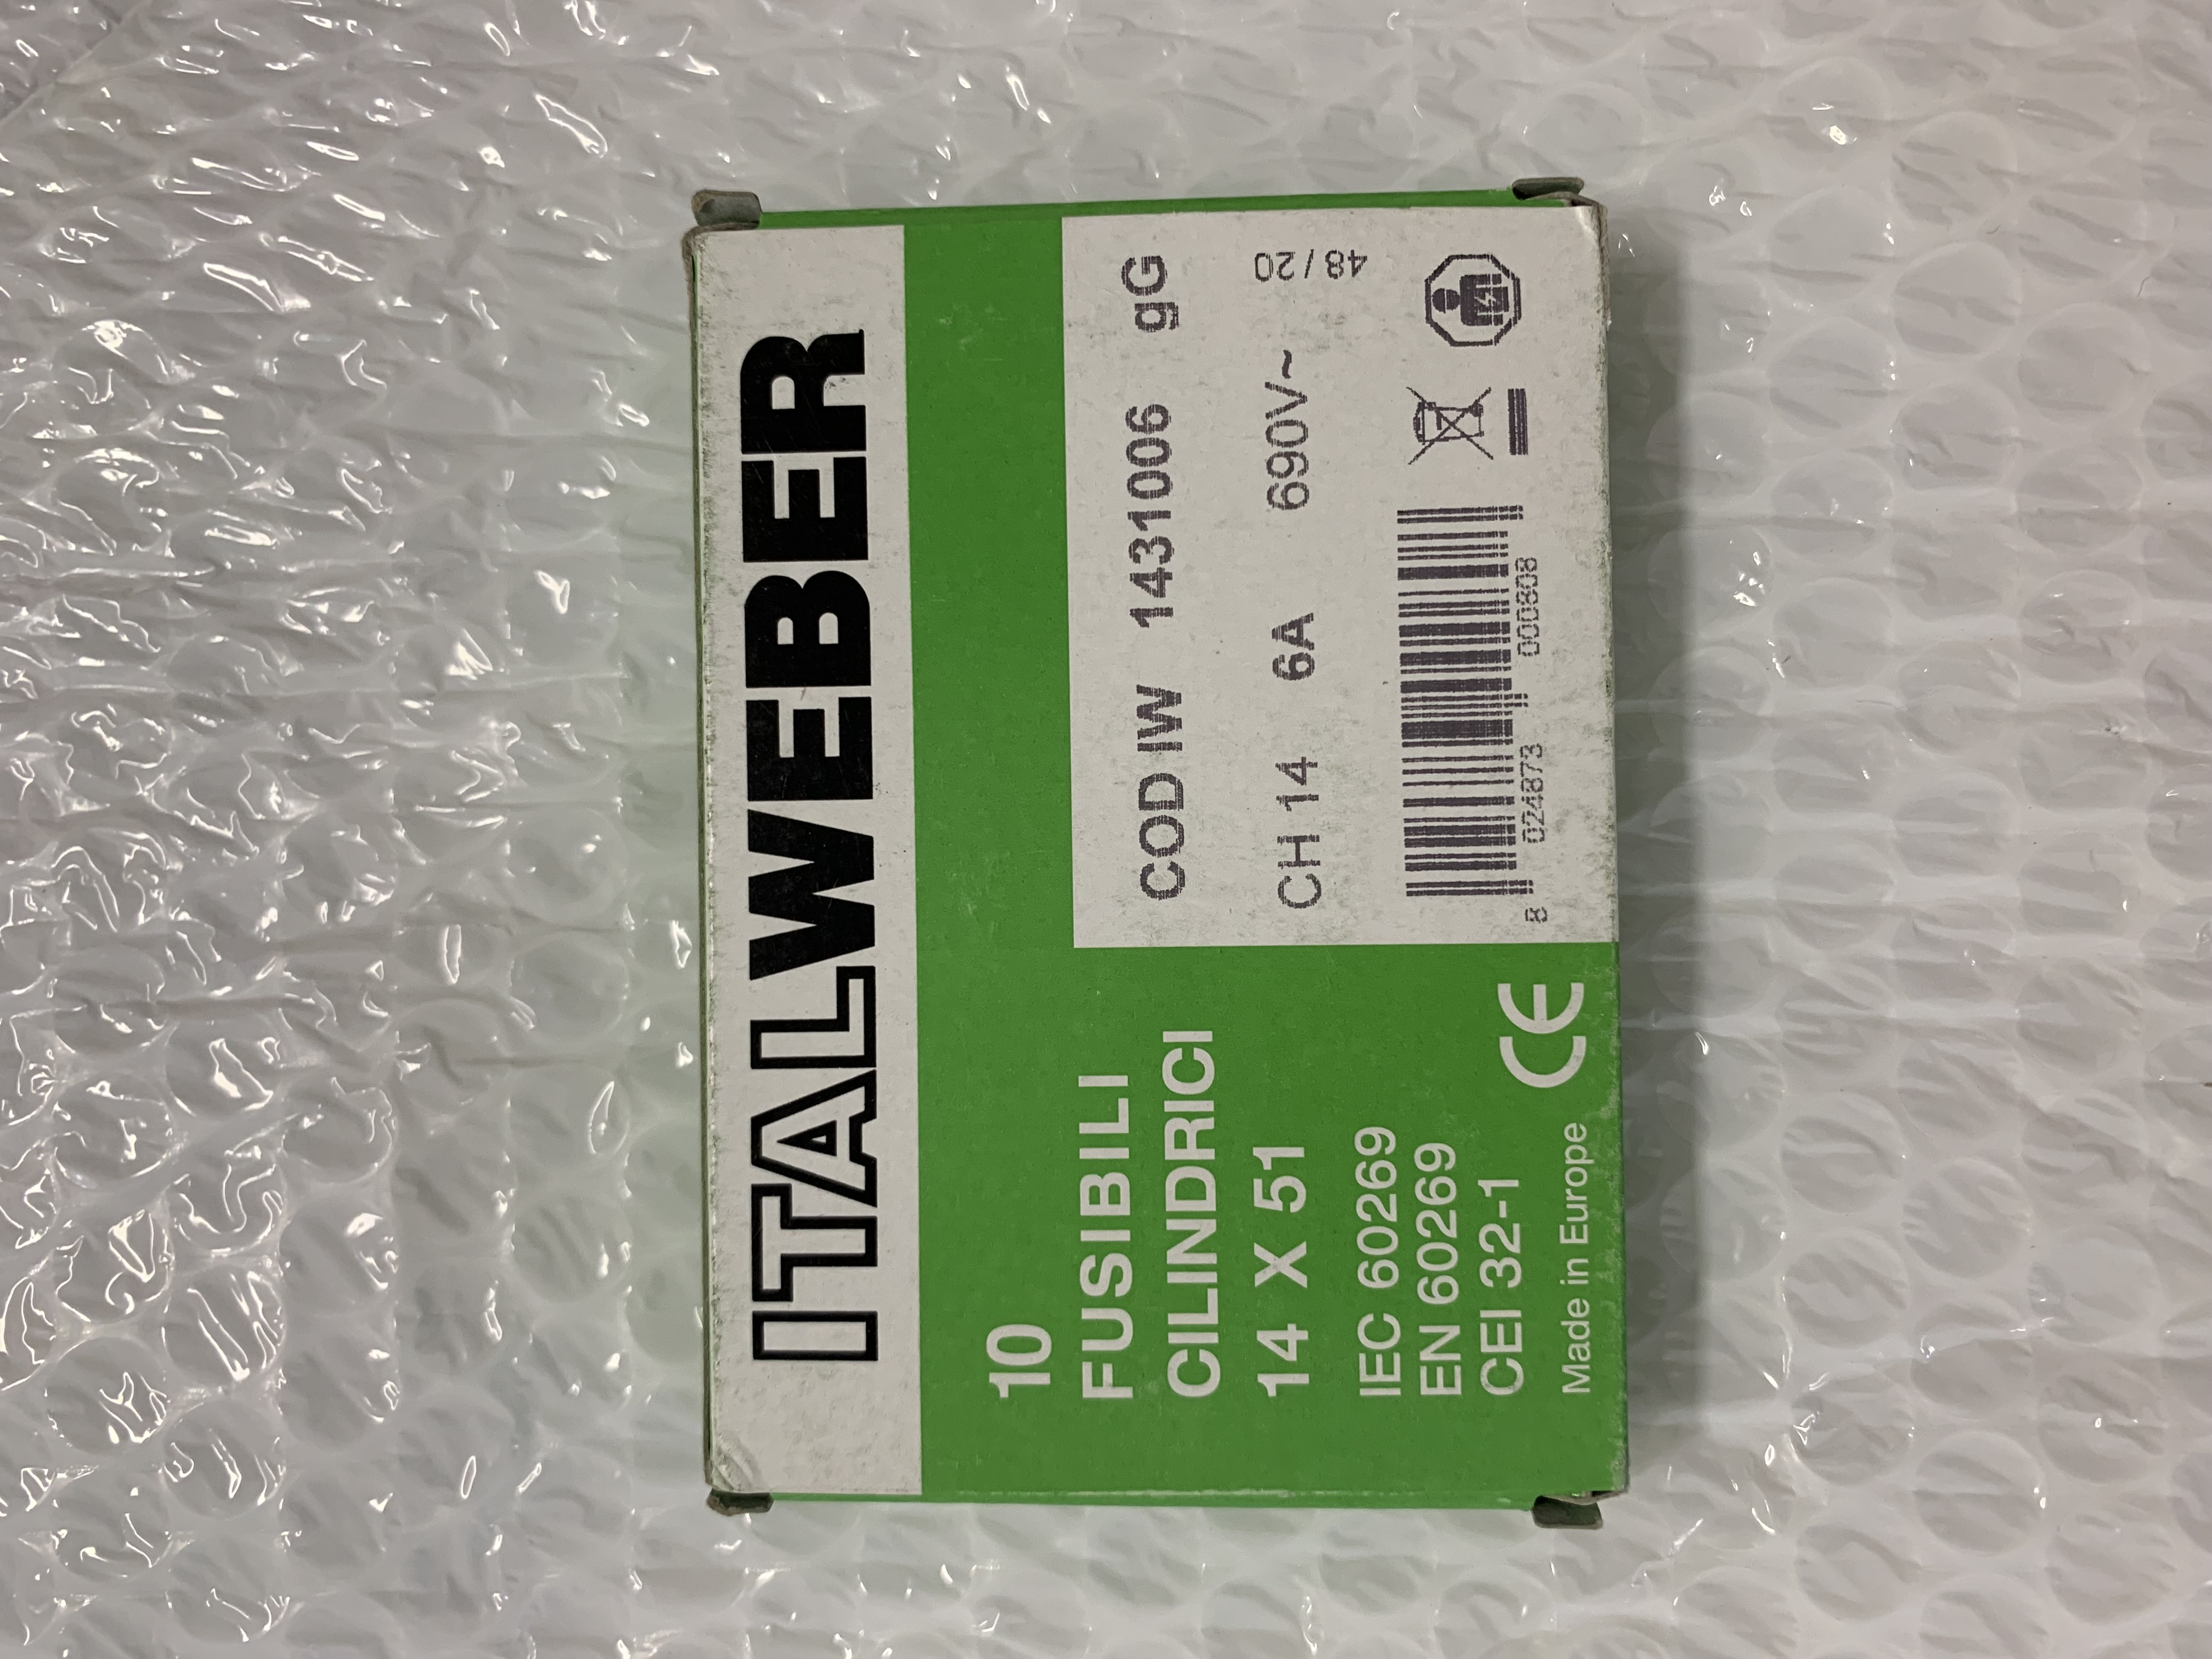 ITALWEBER
10
FUSIBILI
CILINDRICI
14 X 51
IEC 60269
EN 60269
CEI 32-1
Made in Europe
CE
COD IW 1431006 gG
CH 14 6A 690V~
48/20
8 024873 000808